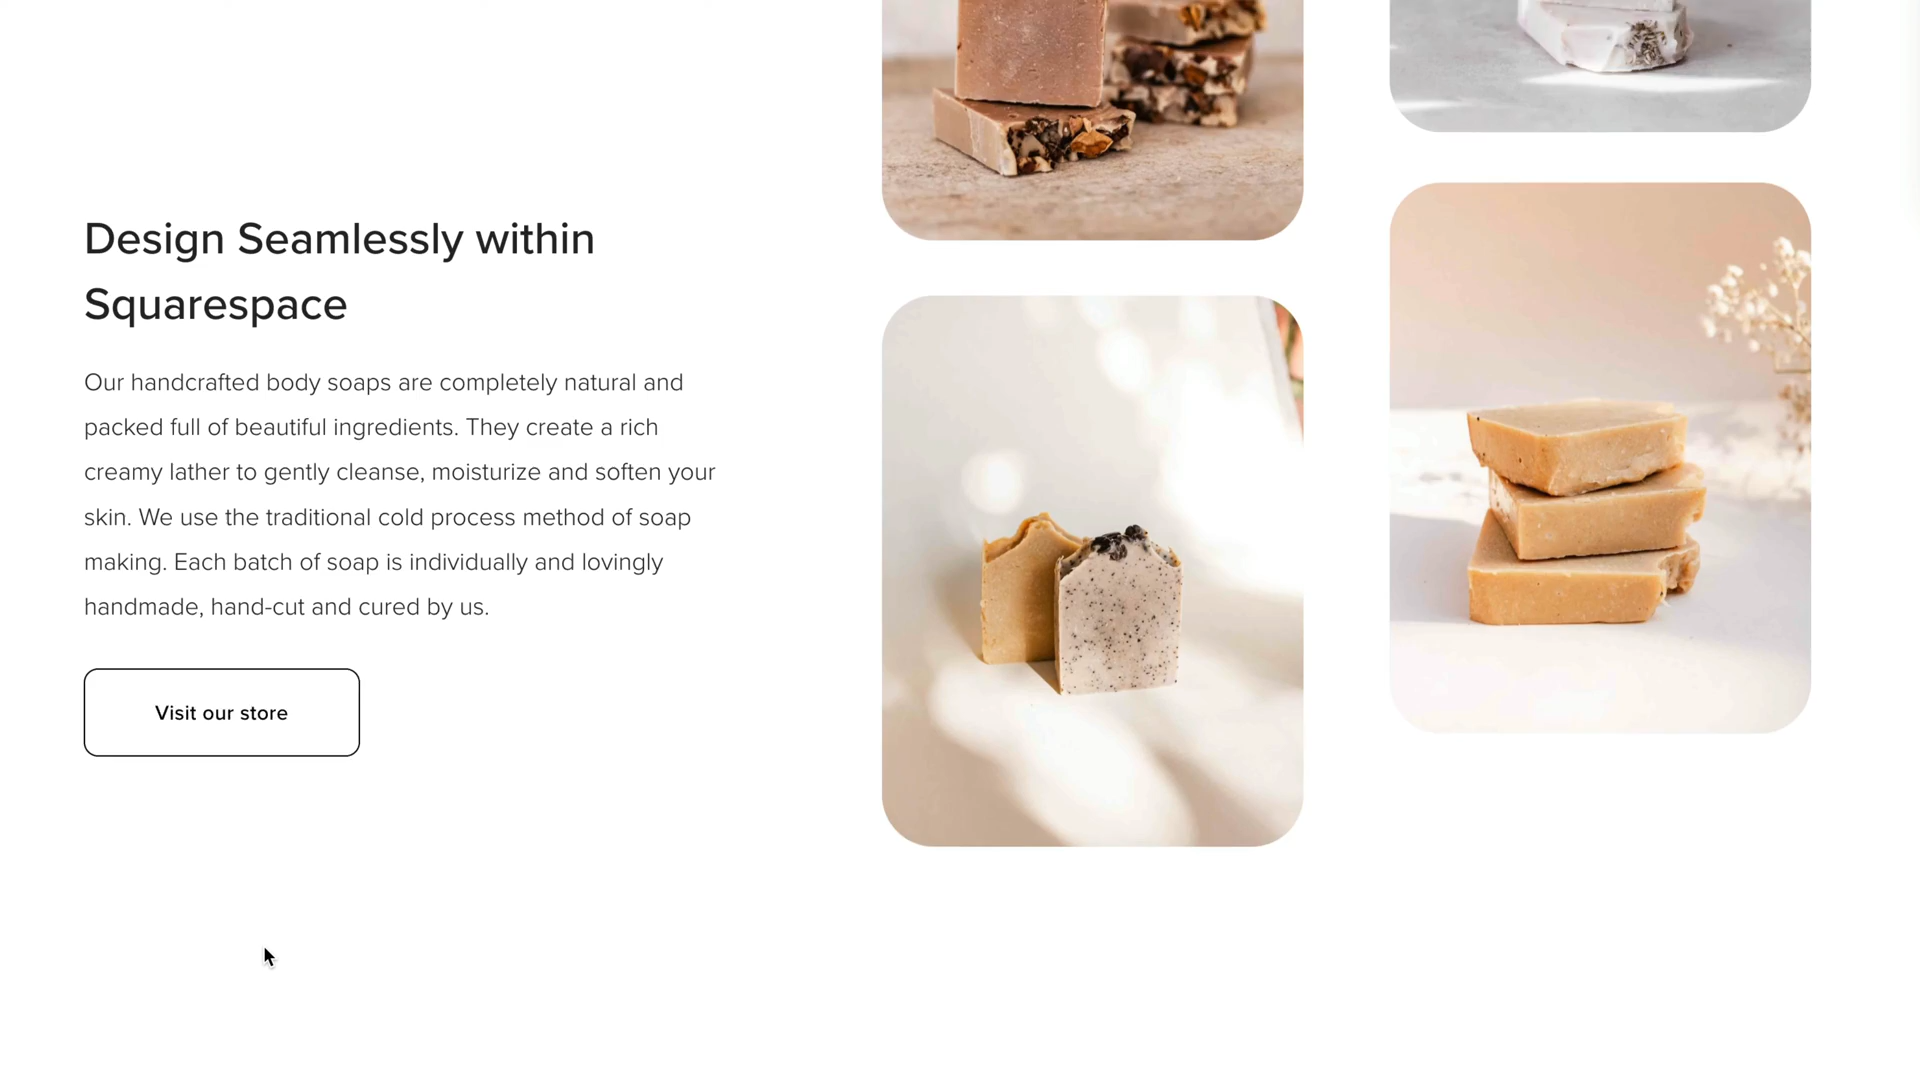 Design Seamlessly within
Squarespace
Our handcrafted body soaps are completely natural and
packed full of beautiful ingredients. They create a rich
creamy lather to gently cleanse, moisturize and soften your
skin. We use the traditional cold process method of soap
making. Each batch of soap is individually and lovingly
handmade, hand-cut and cured by us.
Visit our store